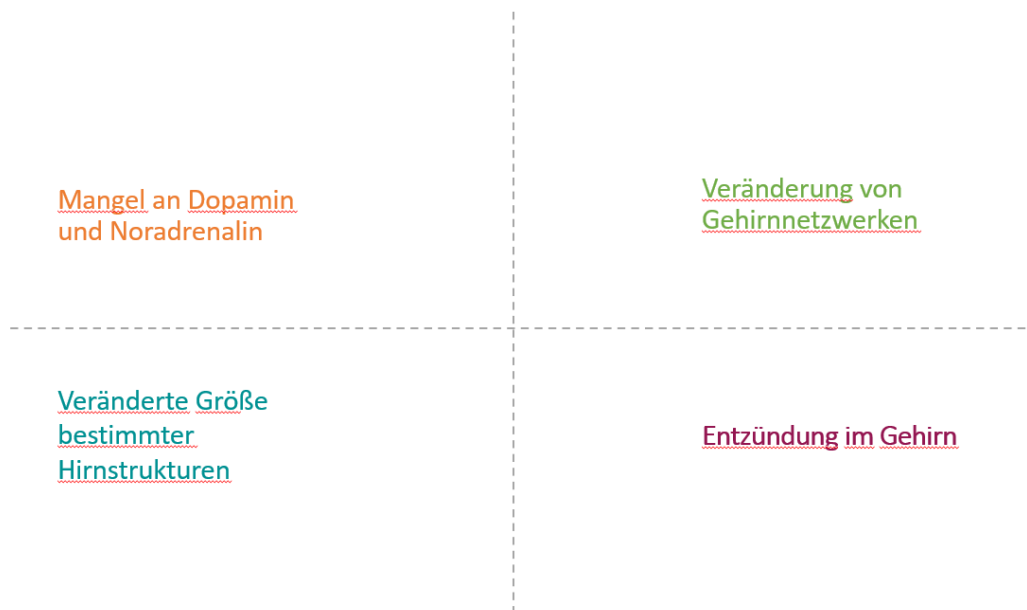 Mangel an Dopamin
und Noradrenalin
Veränderung von
Gehirnnetzwerken
Veränderte Größe
bestimmter
Hirnstrukturen
Entzündung im Gehirn